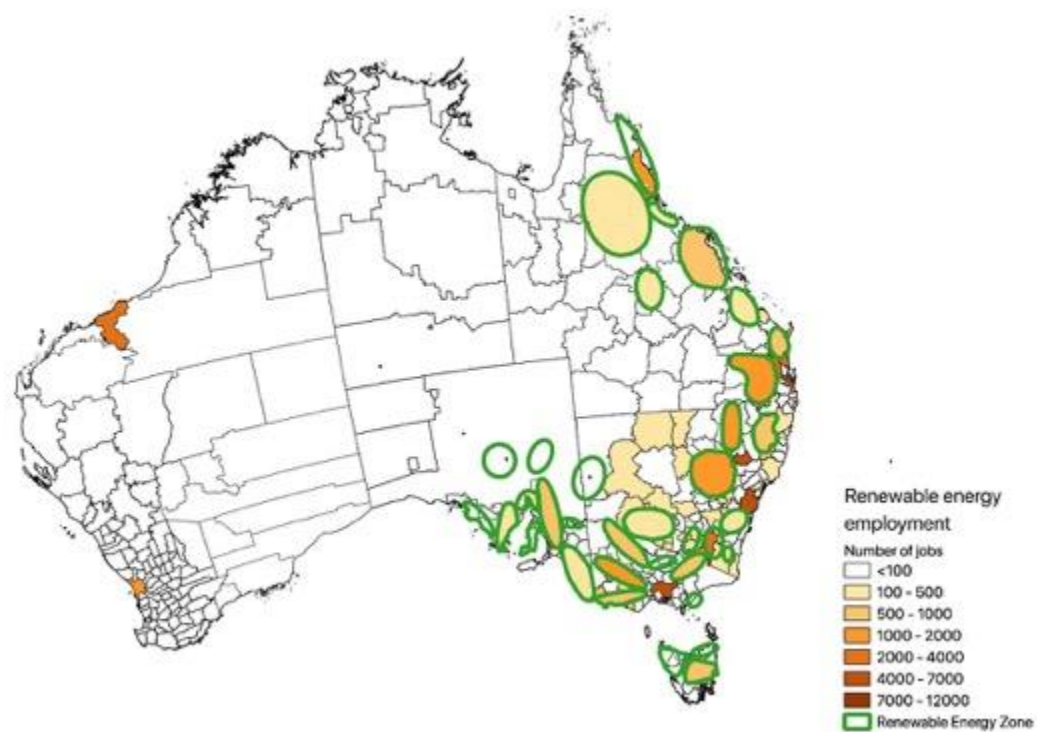 Renewable energy
employment
Number of jobs
<100
100 - 500
500 - 1000
1000 - 2000
2000 - 4000
4000 - 7000
7000 - 12000
Renewable Energy Zone